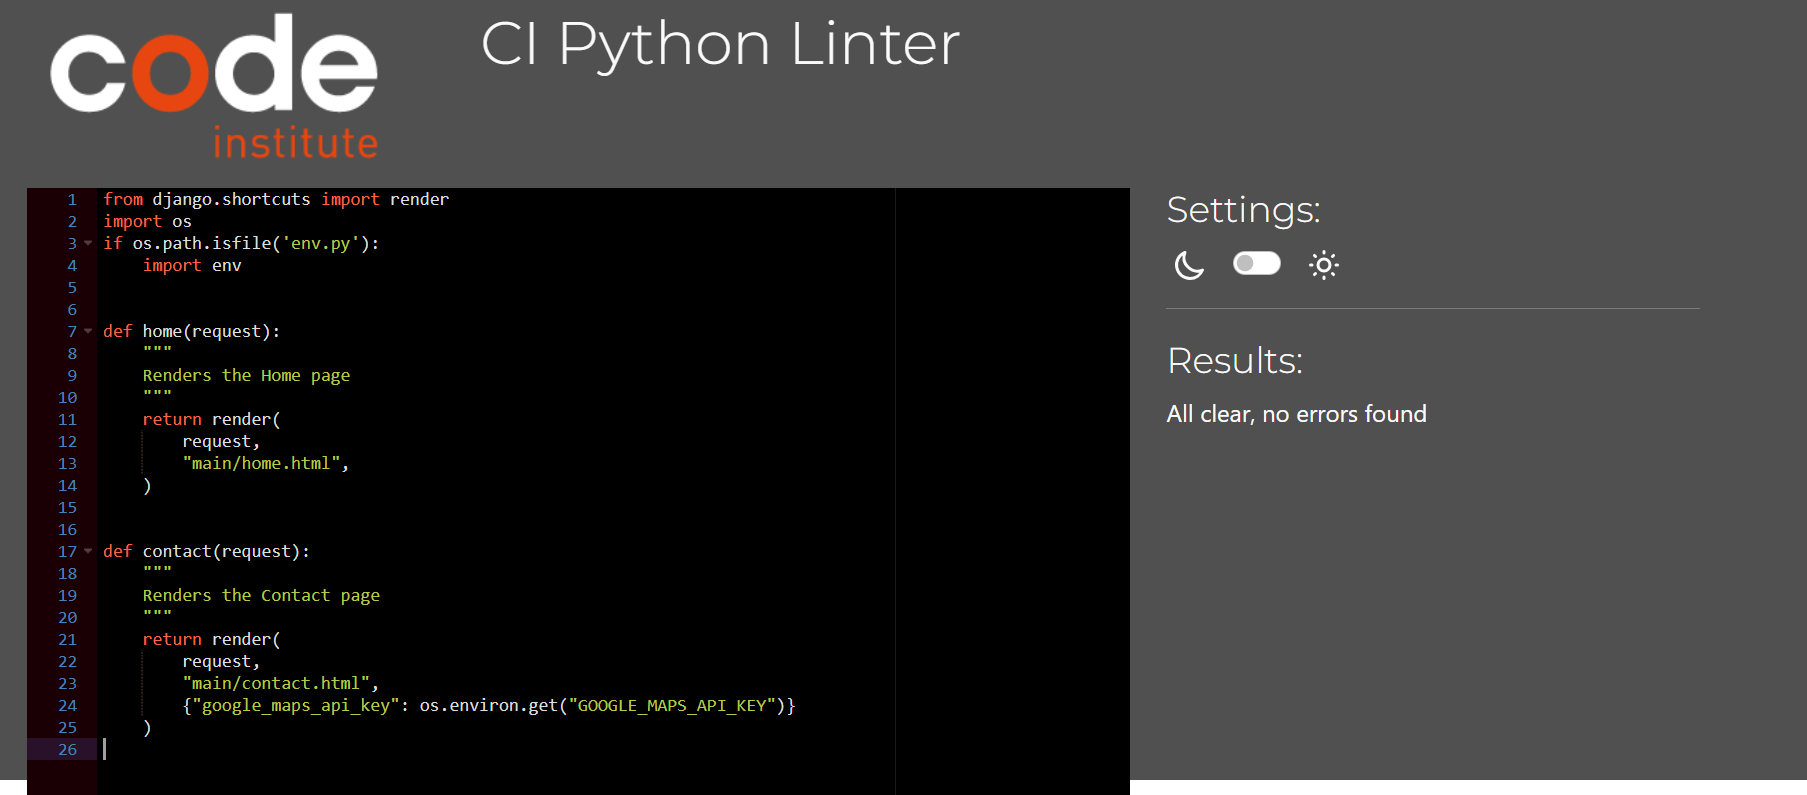 code
institute
CI Python Linter
1 from django.shortcuts import render
2 import os
3 if os.path.isfile('env.py'):
4     import env
5
6
7 def home(request):
8     """
9     Renders the Home page
10     """
11     return render(
12         request,
13         "main/home.html",
14     )
15
16
17 def contact(request):
18     """
19     Renders the Contact page
20     """
21     return render(
22         request,
23         "main/contact.html",
24         {"google_maps_api_key": os.environ.get("GOOGLE_MAPS_API_KEY")}
25     )
26
Settings:
Results:
All clear, no errors found